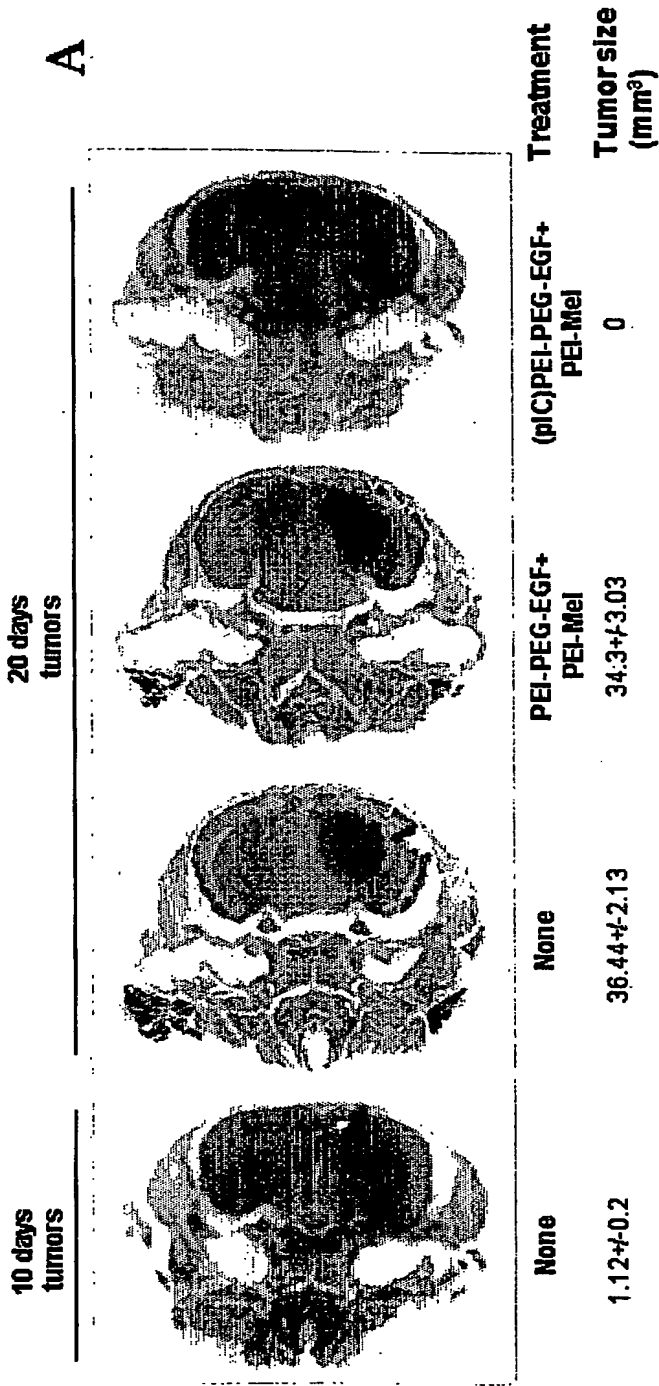 A
10 days
tumors
20 days
tumors
Treatment
None
None
PEI-PEG-EGF+
PEI-Mel
(pIC)PEI-PEG-EGF+
PEI-Mel
Tumor size
(mm³)
1.12+/-0.2
36.44+/-2.13
34.3+/-3.03
0